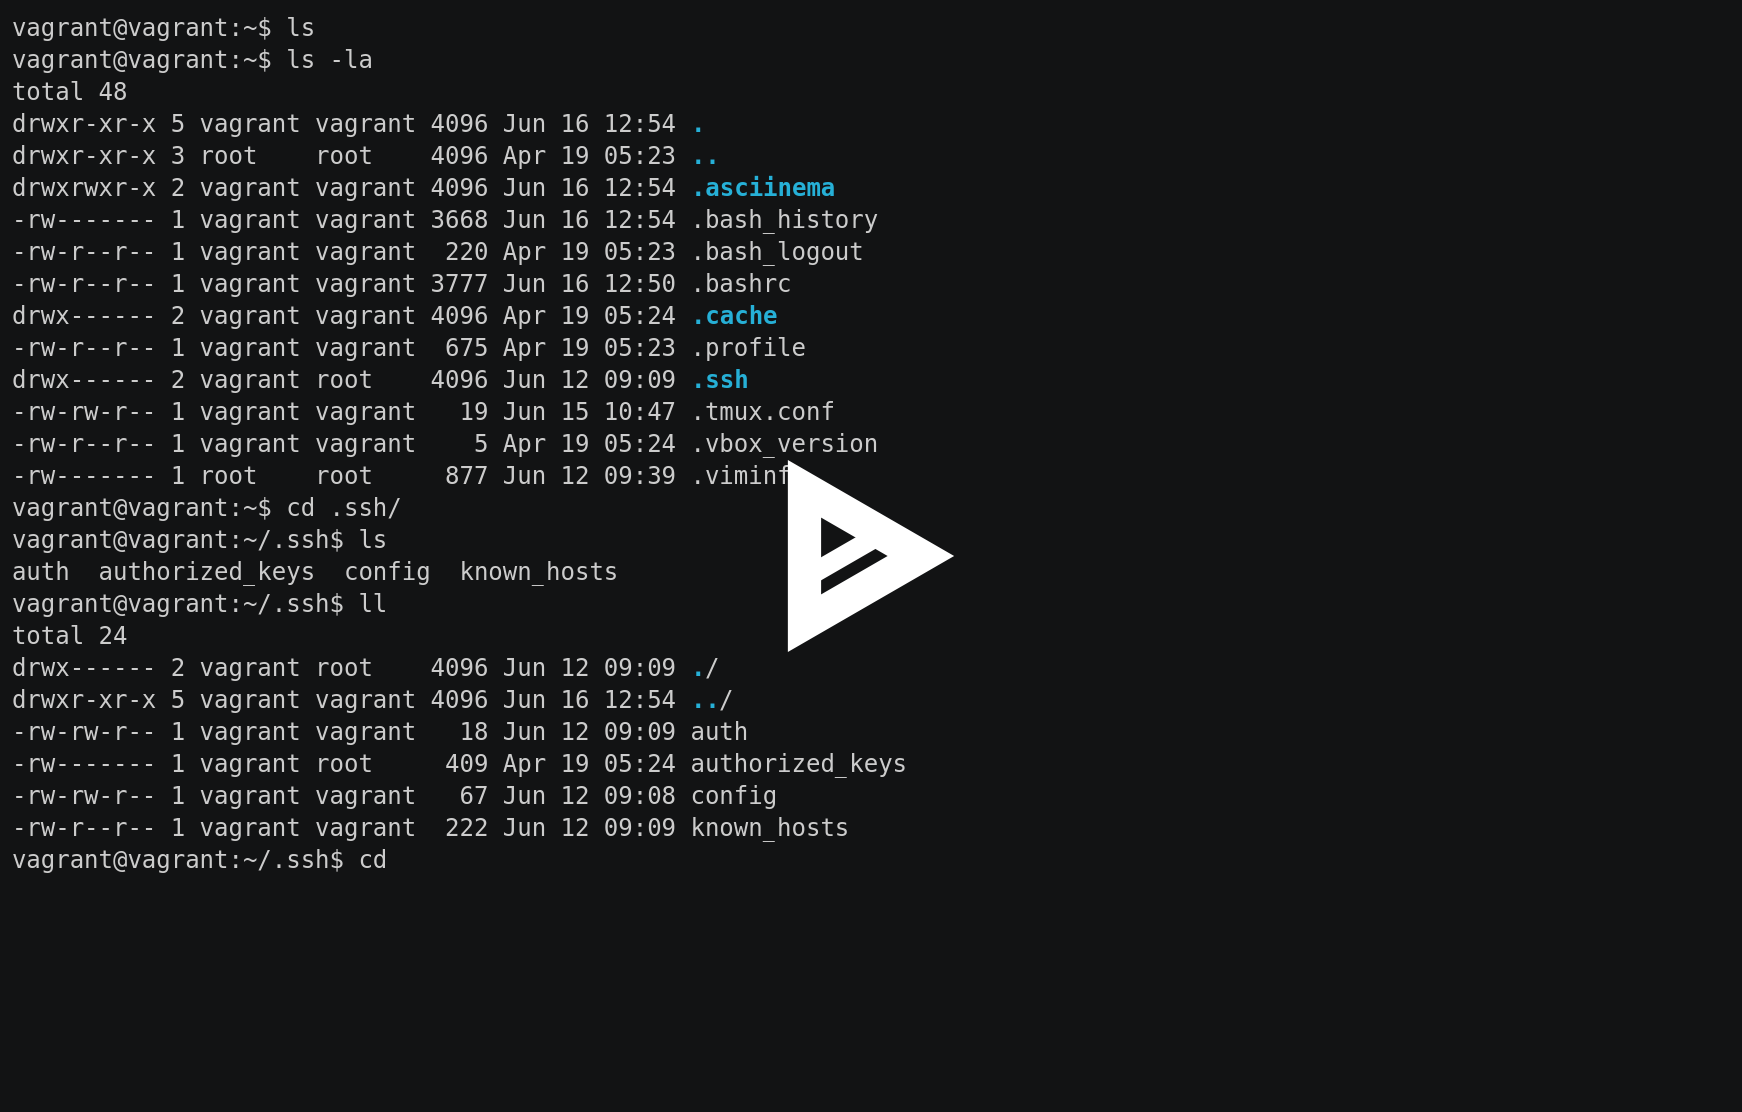 vagrant@vagrant:~$ ls
vagrant@vagrant:~$ ls -la
total 48
drwxr-xr-x 5 vagrant vagrant 4096 Jun 16 12:54 .
drwxr-xr-x 3 root    root    4096 Apr 19 05:23 ..
drwxrwxr-x 2 vagrant vagrant 4096 Jun 16 12:54 .asciinema
-rw------- 1 vagrant vagrant 3668 Jun 16 12:54 .bash_history
-rw-r--r-- 1 vagrant vagrant  220 Apr 19 05:23 .bash_logout
-rw-r--r-- 1 vagrant vagrant 3777 Jun 16 12:50 .bashrc
drwx------ 2 vagrant vagrant 4096 Apr 19 05:24 .cache
-rw-r--r-- 1 vagrant vagrant  675 Apr 19 05:23 .profile
drwx------ 2 vagrant root    4096 Jun 12 09:09 .ssh
-rw-rw-r-- 1 vagrant vagrant   19 Jun 15 10:47 .tmux.conf
-rw-r--r-- 1 vagrant vagrant    5 Apr 19 05:24 .vbox_version
-rw------- 1 root    root     877 Jun 12 09:39 .viminf
vagrant@vagrant:~$ cd .ssh/
vagrant@vagrant:~/.ssh$ ls
auth  authorized_keys  config  known_hosts
vagrant@vagrant:~/.ssh$ ll
total 24
drwx------ 2 vagrant root    4096 Jun 12 09:09 ./
drwxr-xr-x 5 vagrant vagrant 4096 Jun 16 12:54 ../
-rw-rw-r-- 1 vagrant vagrant   18 Jun 12 09:09 auth
-rw------- 1 vagrant root     409 Apr 19 05:24 authorized_keys
-rw-rw-r-- 1 vagrant vagrant   67 Jun 12 09:08 config
-rw-r--r-- 1 vagrant vagrant  222 Jun 12 09:09 known_hosts
vagrant@vagrant:~/.ssh$ cd